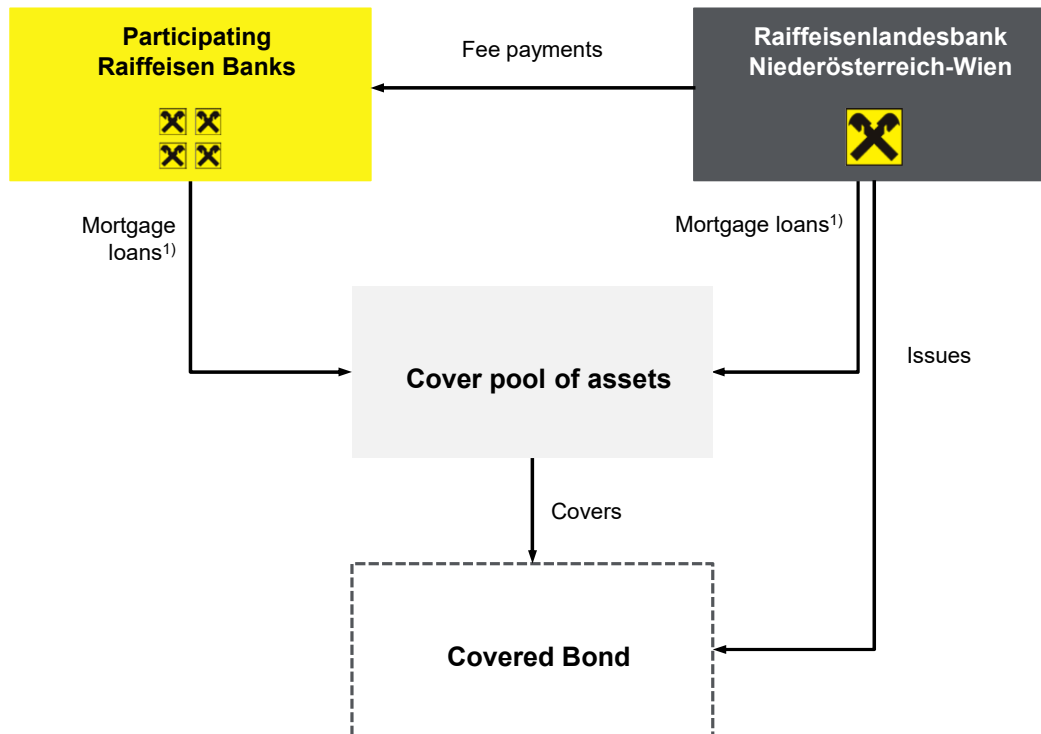 Participating
Raiffeisen Banks
Fee payments
Raiffeisenlandesbank
Niederösterreich-Wien
Mortgage
loans1)
Mortgage loans1)
Issues
Cover pool of assets
Covers
Covered Bond